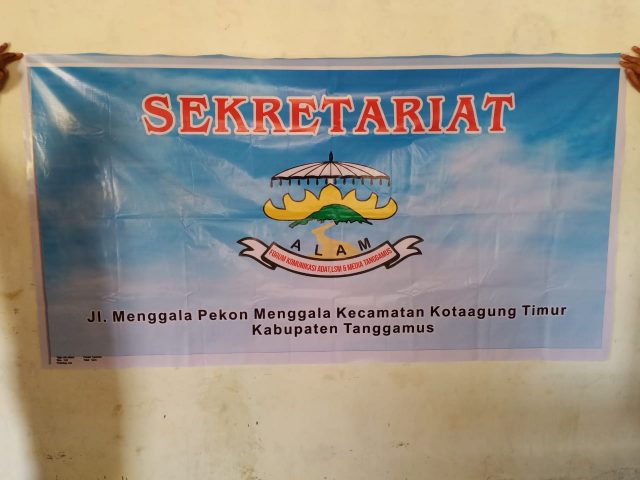 SEKRETARIAT
ALAM
FORUM KOMUNIKASI ADAT,LSM & MEDIA TANGGAMUS
Jl. Menggala Pekon Menggala Kecamatan Kotaagung Timur
Kabupaten Tanggamus